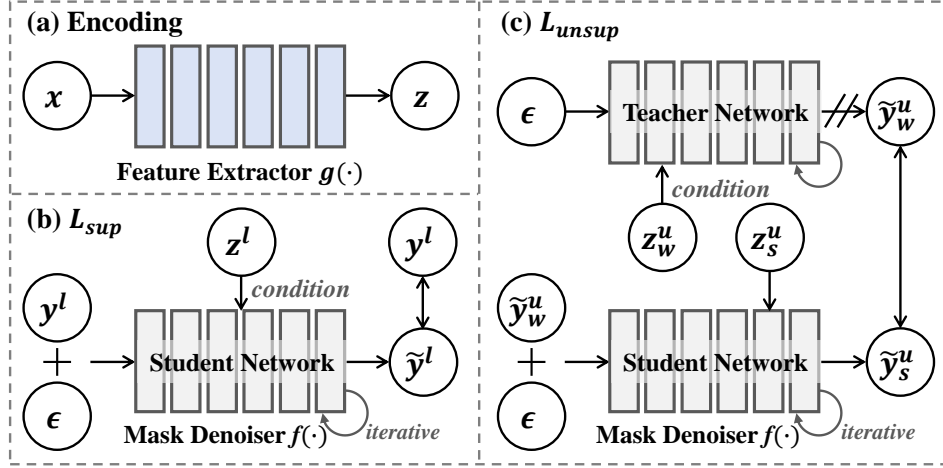 (a) Encoding
x
z
Feature Extractor g(·)
(b) L_sup
z^l
y^l
condition
y^l
+
ϵ
Student Network
ỹ^l
Mask Denoiser f(·)
iterative
(c) L_unsup
ϵ
Teacher Network
ỹ_w^u
condition
z_w^u
z_s^u
ỹ_w^u
+
ϵ
Student Network
ỹ_s^u
Mask Denoiser f(·)
iterative